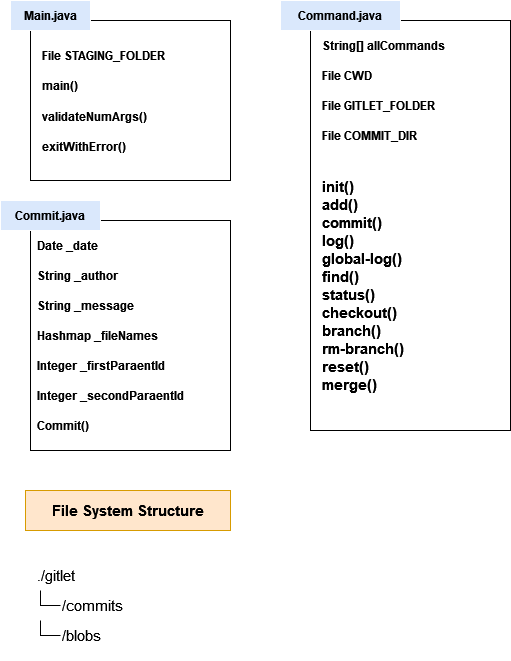 Main.java
File STAGING_FOLDER
main()
validateNumArgs()
exitWithError()
Commit.java
Date _date
String _author
String _message
Hashmap _fileNames
Integer _firstParaentId
Integer _secondParaentId
Commit()
Command.java
String[] allCommands
File CWD
File GITLET_FOLDER
File COMMIT_DIR
init()
add()
commit()
log()
global-log()
find()
status()
checkout()
branch()
rm-branch()
reset()
merge()
File System Structure
./gitlet
/commits
/blobs